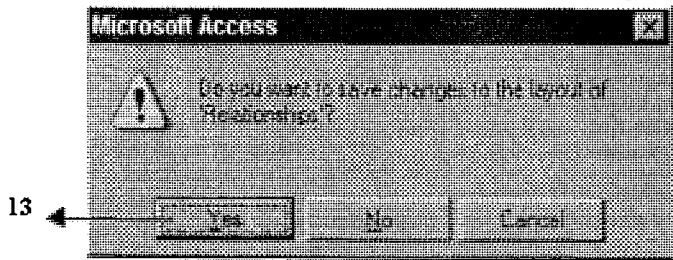 Microsoft Access
Do you want to save changes to the layout of
'Relationships'?
13
Yes
No
Cancel